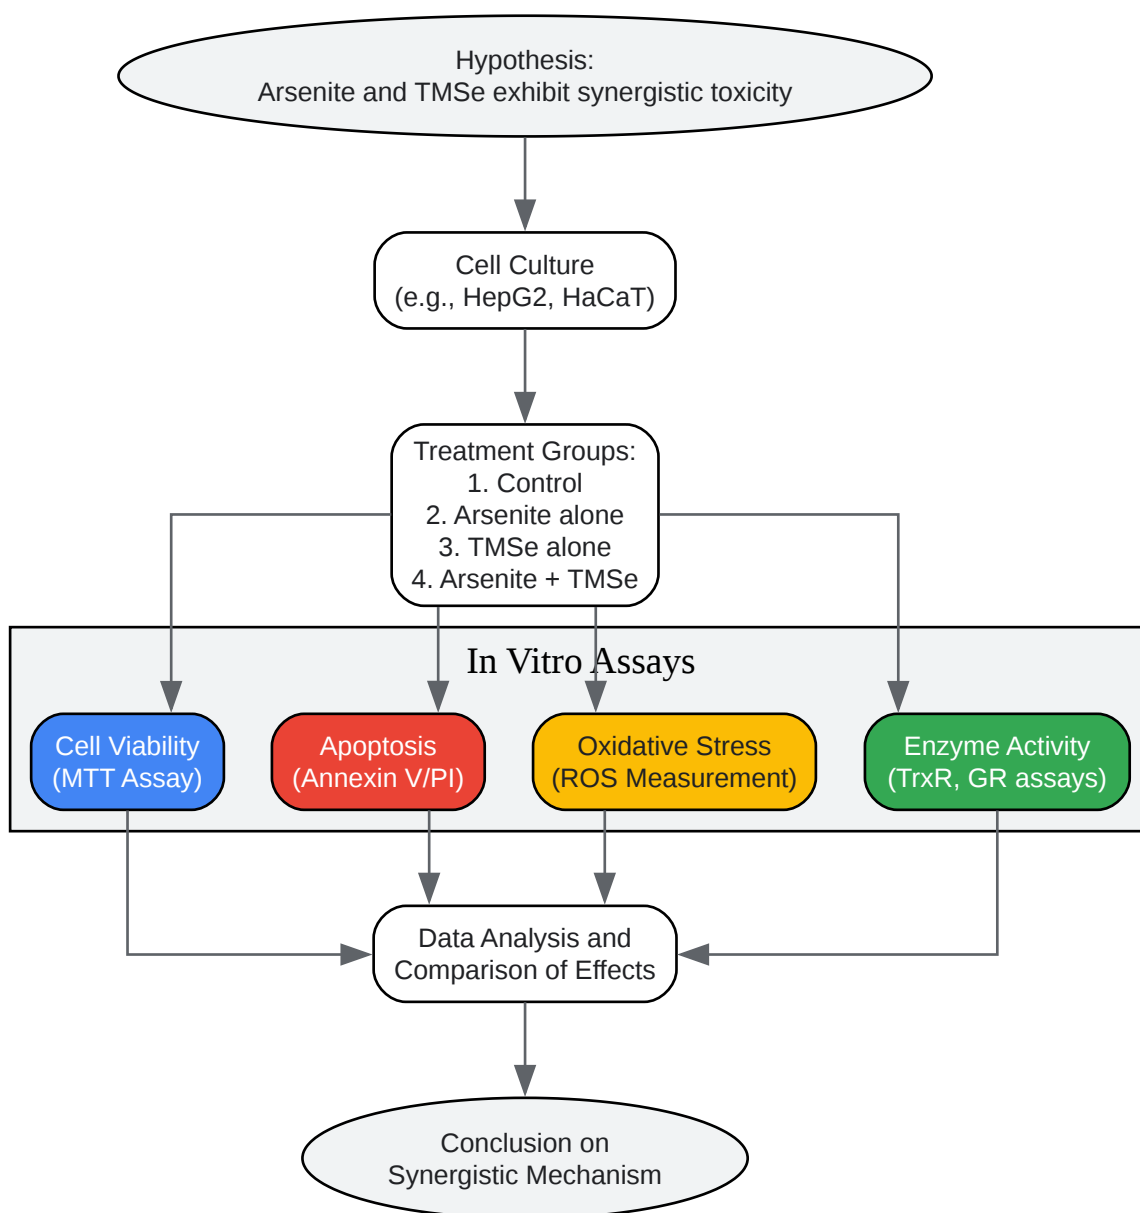 Hypothesis:
Arsenite and TMSe exhibit synergistic toxicity
Cell Culture
(e.g., HepG2, HaCaT)
Treatment Groups:
1. Control
2. Arsenite alone
3. TMSe alone
4. Arsenite + TMSe
In Vitro Assays
Cell Viability
(MTT Assay)
Apoptosis
(Annexin V/PI)
Oxidative Stress
(ROS Measurement)
Enzyme Activity
(TrxR, GR assays)
Data Analysis and
Comparison of Effects
Conclusion on
Synergistic Mechanism